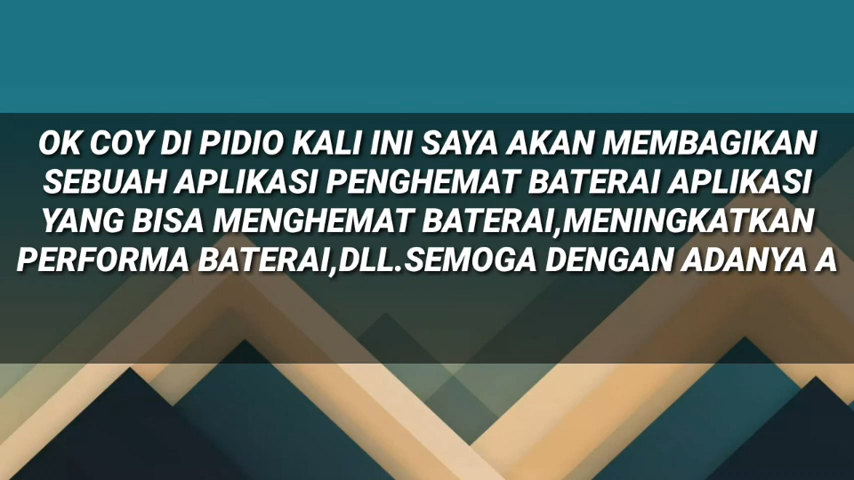 OK COY DI PIDIO KALI INI SAYA AKAN MEMBAGIKAN
SEBUAH APLIKASI PENGHEMAT BATERAI APLIKASI
YANG BISA MENGHEMAT BATERAI,MENINGKATKAN
PERFORMA BATERAI,DLL.SEMOGA DENGAN ADANYA A